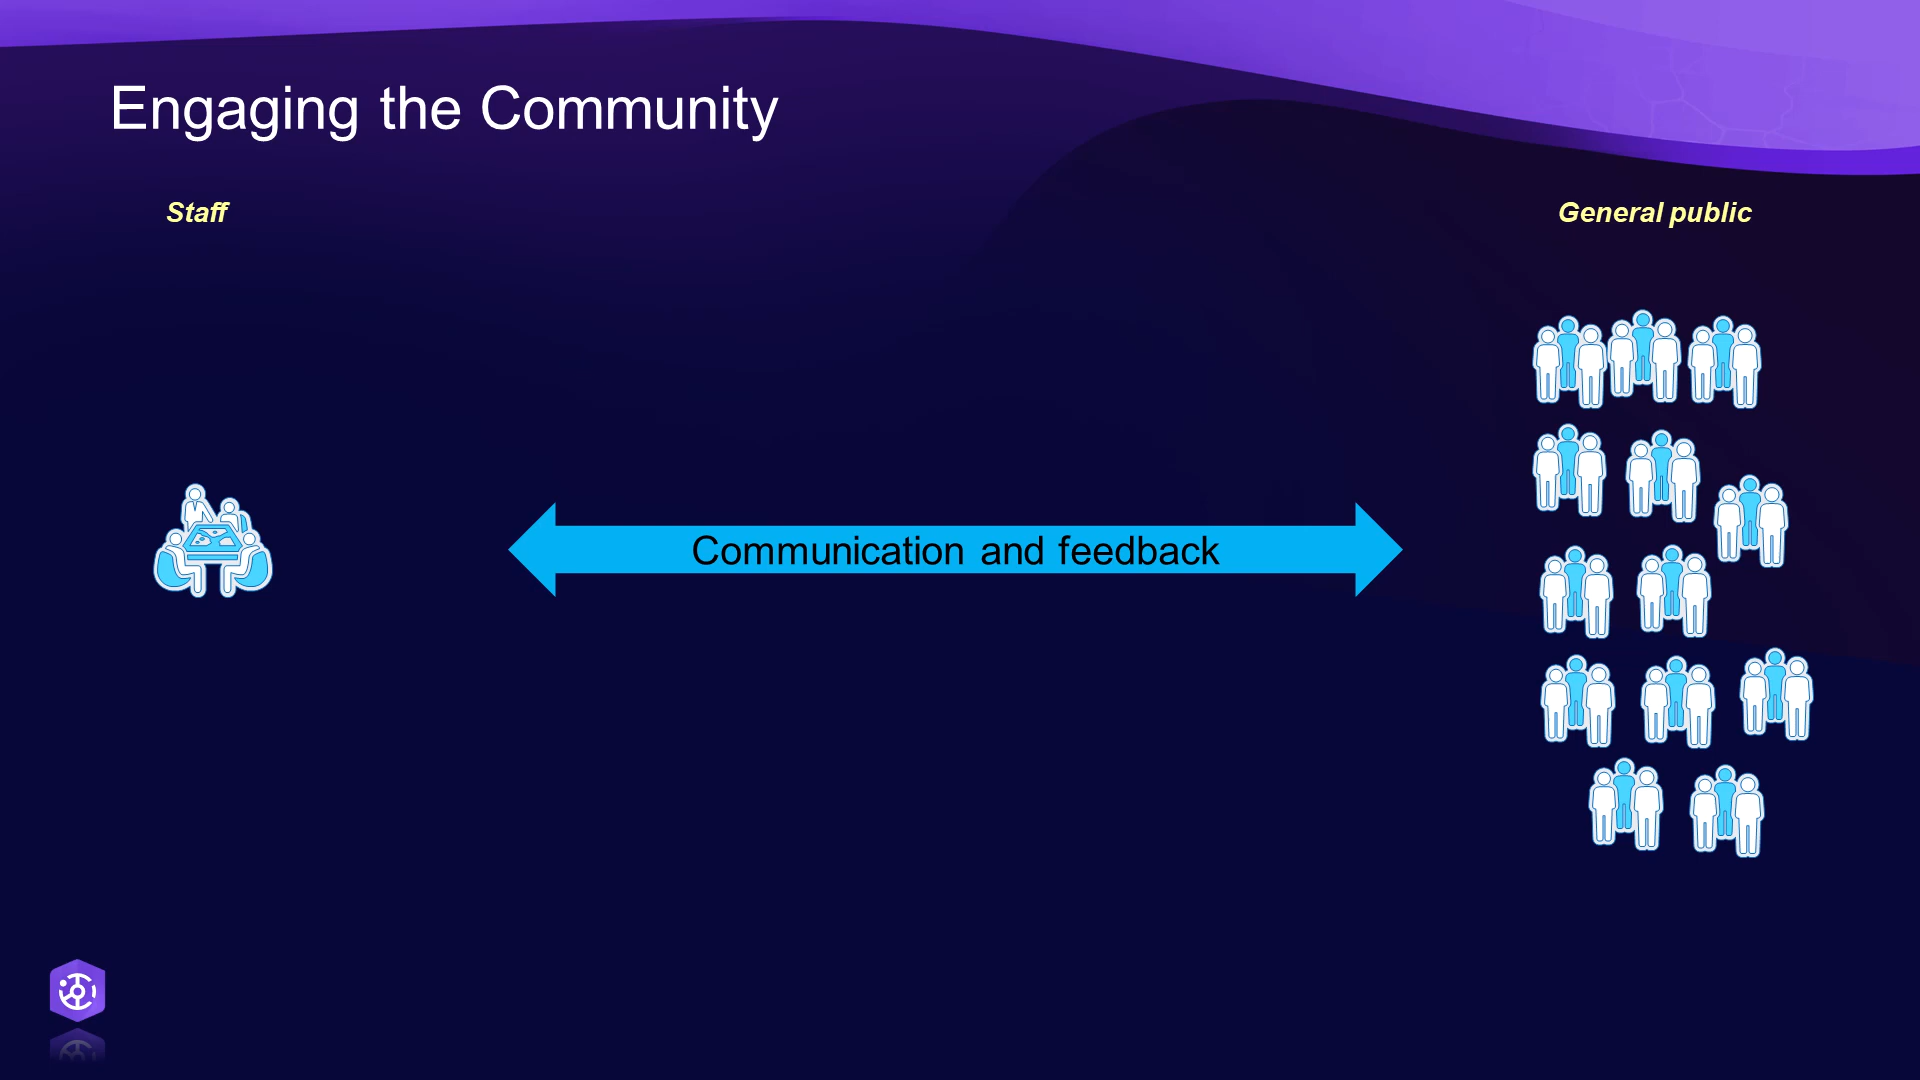 Engaging the Community
Staff
General public
Communication and feedback